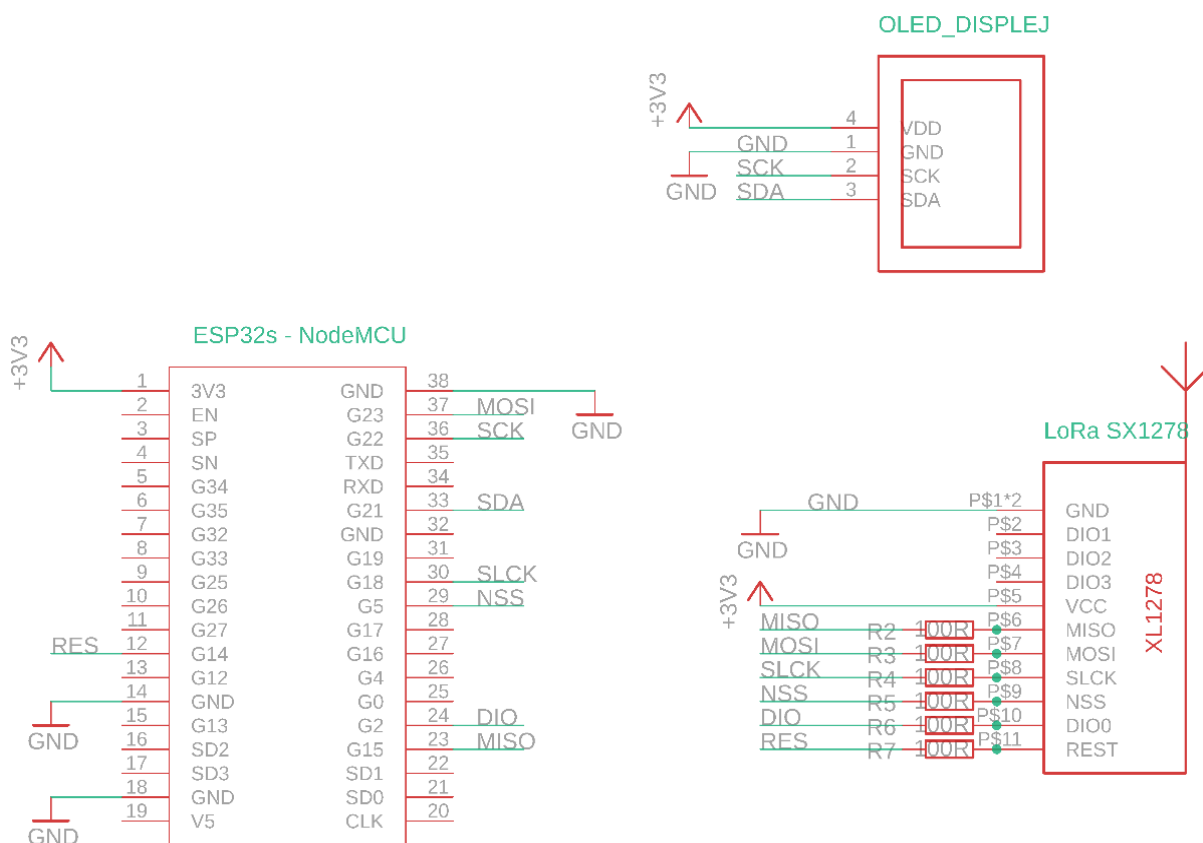 OLED_DISPLEJ
+3V3
4 VDD
GND 1 GND
SCK 2 SCK
SDA 3 SDA
GND
ESP32s - NodeMCU
+3V3
1 3V3 GND 38
2 EN G23 37 MOSI
3 SP G22 36 SCK
4 SN TXD 35
5 G34 RXD 34
6 G35 G21 33 SDA
7 G32 GND 32
8 G33 G19 31
9 G25 G18 30 SLCK
10 G26 G5 29 NSS
11 G27 G17 28
RES 12 G14 G16 27
13 G12 G4 26
14 GND G0 25
15 G13 G2 24 DIO
16 SD2 G15 23 MISO
17 SD3 SD1 22
18 GND SD0 21
19 V5 CLK 20
GND
GND
GND
LoRa SX1278
GND P$1*2 GND
P$2 DIO1
GND P$3 DIO2
P$4 DIO3
+3V3 P$5 VCC
MISO R2 100R P$6 MISO
MOSI R3 100R P$7 MOSI
SLCK R4 100R P$8 SLCK
NSS R5 100R P$9 NSS
DIO R6 100R P$10 DIO0
RES R7 100R P$11 REST
XL1278